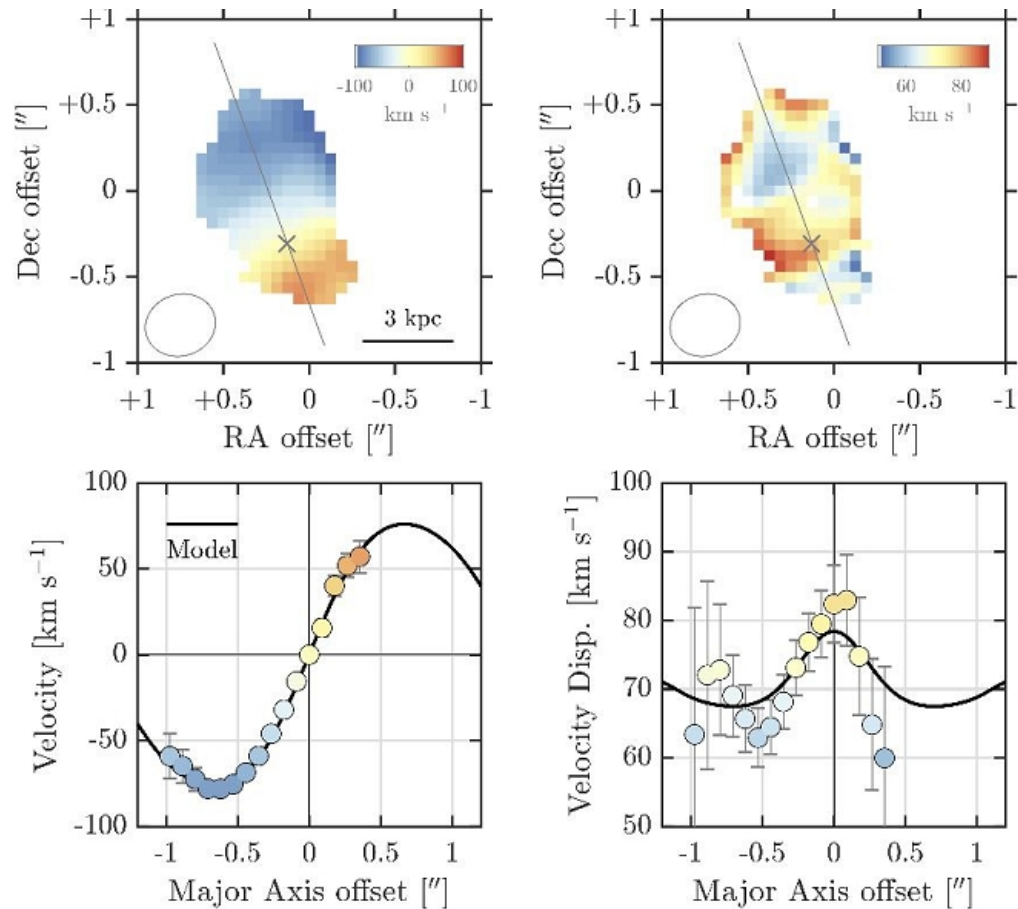 +1
+0.5
0
-0.5
-1
Dec offset [″]
-100 0 100
km s⁻¹
3 kpc
+1 +0.5 0 -0.5 -1
RA offset [″]
+1
+0.5
0
-0.5
-1
Dec offset [″]
60 80
km s⁻¹
+1 +0.5 0 -0.5 -1
RA offset [″]
100
50
0
-50
-100
Velocity [km s⁻¹]
Model
-1 -0.5 0 0.5 1
Major Axis offset [″]
100
90
80
70
60
50
Velocity Disp. [km s⁻¹]
-1 -0.5 0 0.5 1
Major Axis offset [″]